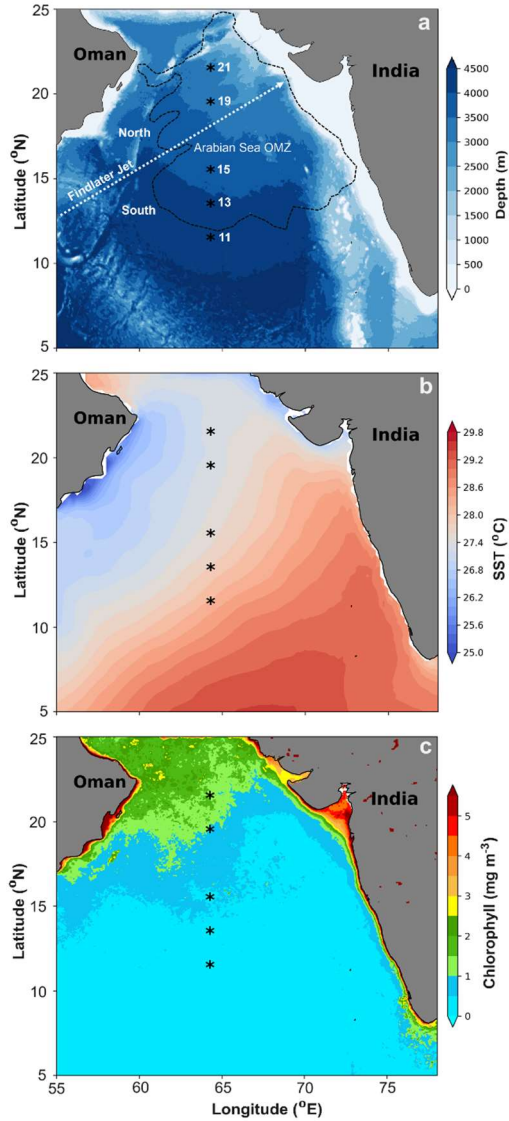 a
Oman
India
25
20
15
10
5
Latitude (°N)
21
19
15
13
11
North
South
Findlater Jet
Arabian Sea OMZ
4500
4000
3500
3000
2500
2000
1500
1000
500
0
Depth (m)
b
Oman
India
25
20
15
10
5
Latitude (°N)
29.8
29.2
28.6
28.0
27.4
26.8
26.2
25.6
25.0
SST (°C)
c
Oman
India
25
20
15
10
5
Latitude (°N)
5
4
3
2
1
0
Chlorophyll (mg m⁻³)
55 60 65 70 75
Longitude (°E)